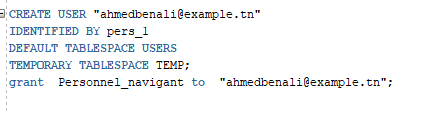 CREATE USER "ahmedbenali@example.tn"
IDENTIFIED BY pers_1
DEFAULT TABLESPACE USERS
TEMPORARY TABLESPACE TEMP;
grant  Personnel_navigant to  "ahmedbenali@example.tn";